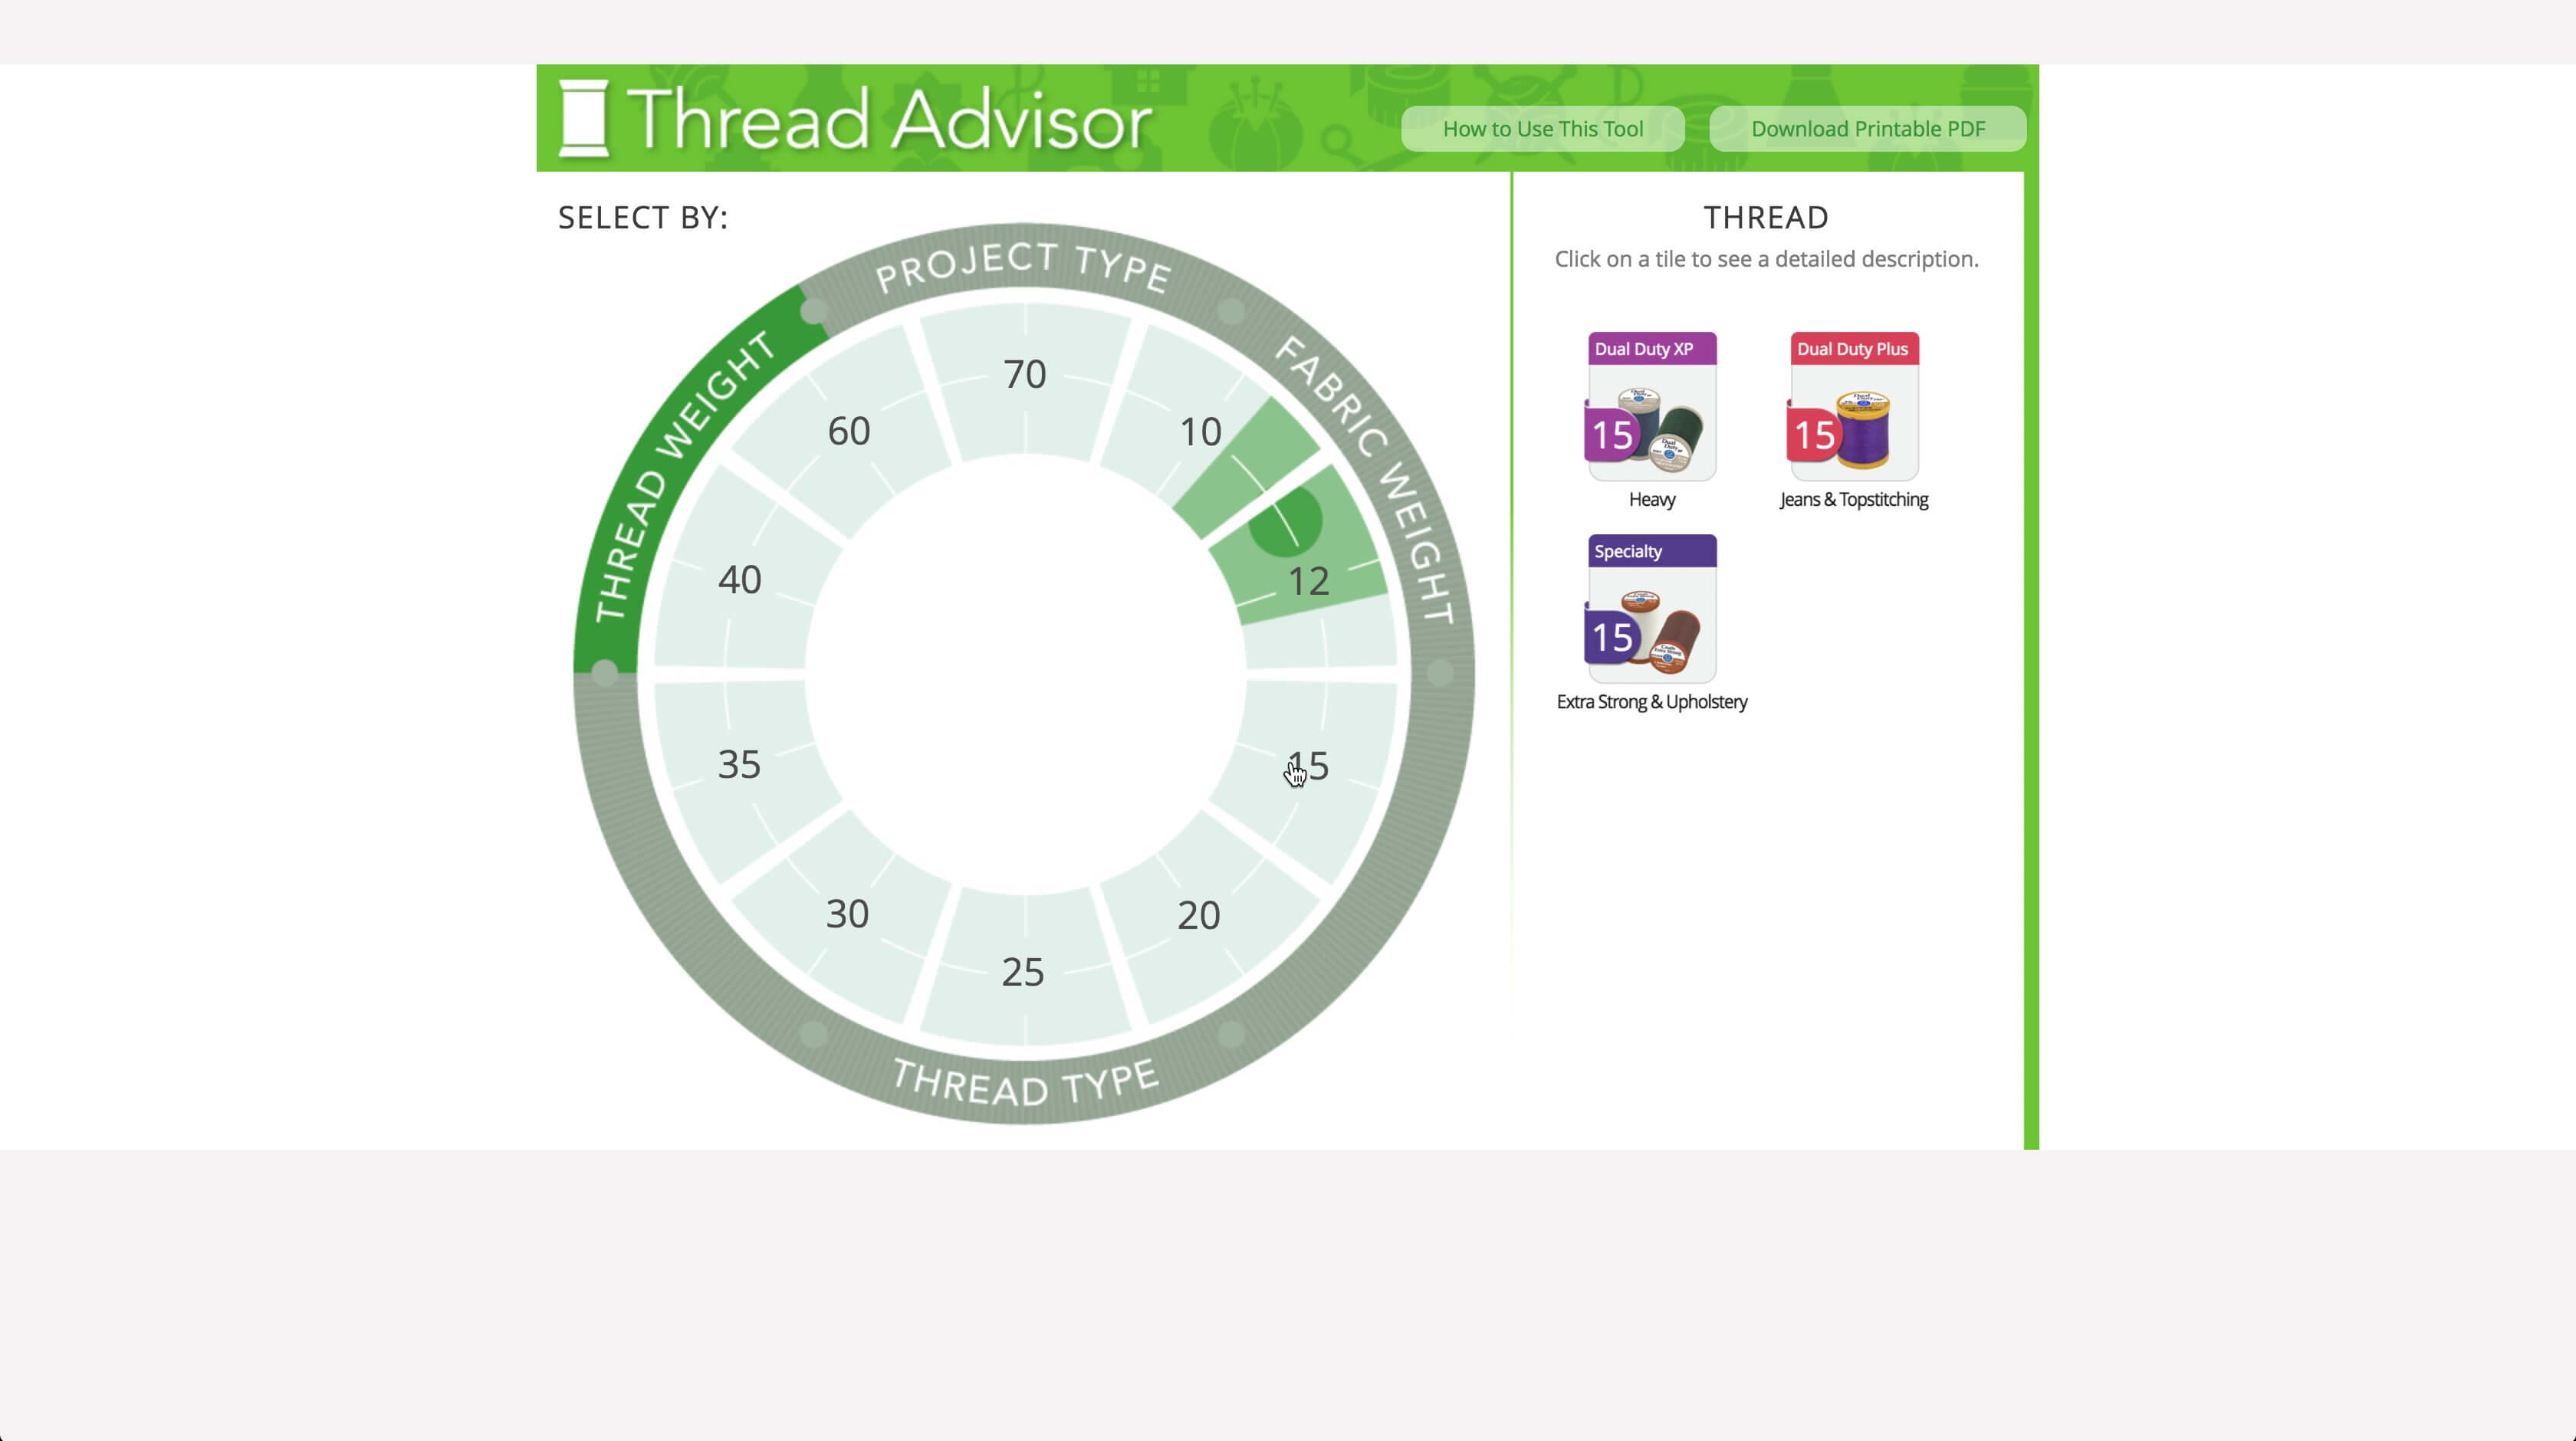 Thread Advisor
How to Use This Tool
Download Printable PDF
SELECT BY:
PROJECT TYPE
FABRIC WEIGHT
THREAD WEIGHT
THREAD TYPE
70
10
12
15
20
25
30
35
40
60
THREAD
Click on a tile to see a detailed description.
Dual Duty XP
15
Heavy
Dual Duty Plus
15
Jeans & Topstitching
Specialty
15
Extra Strong & Upholstery